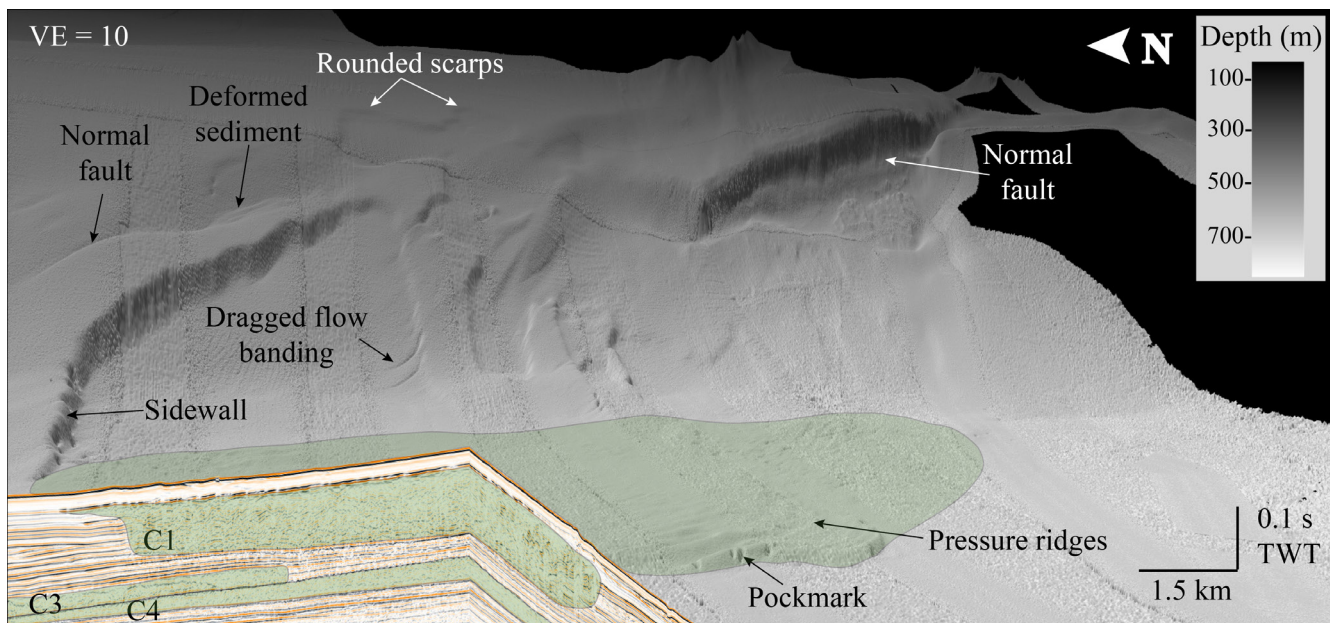 VE = 10
Rounded scarps
N
Depth (m)
100-
300-
500-
700-
Deformed
sediment
Normal
fault
Normal
fault
Dragged flow
banding
Sidewall
C1
C3
C4
Pressure ridges
Pockmark
0.1 s
TWT
1.5 km